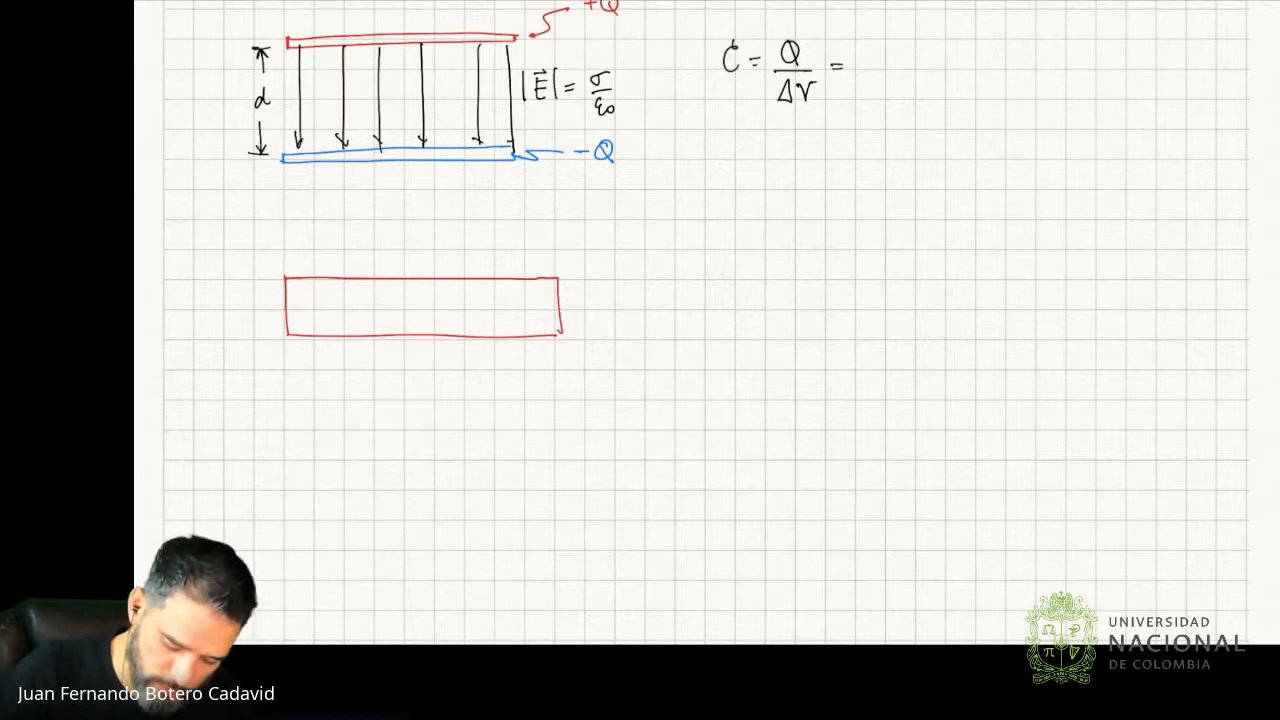 +Q
C = Q/ΔV =
d
|E⃗| = σ/ε₀
-Q
UNIVERSIDAD
NACIONAL
DE COLOMBIA
Juan Fernando Botero Cadavid